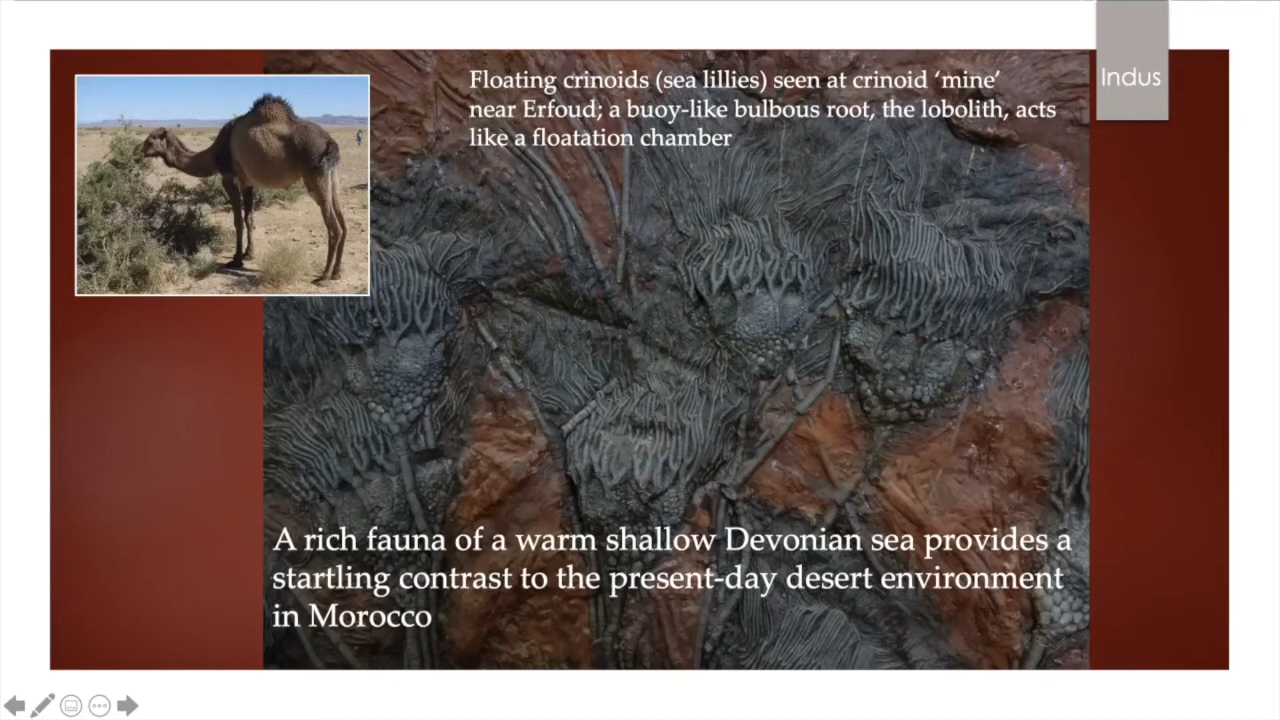 Indus
Floating crinoids (sea lillies) seen at crinoid ‘mine’
near Erfoud; a buoy-like bulbous root, the lobolith, acts
like a floatation chamber
A rich fauna of a warm shallow Devonian sea provides a
startling contrast to the present-day desert environment
in Morocco